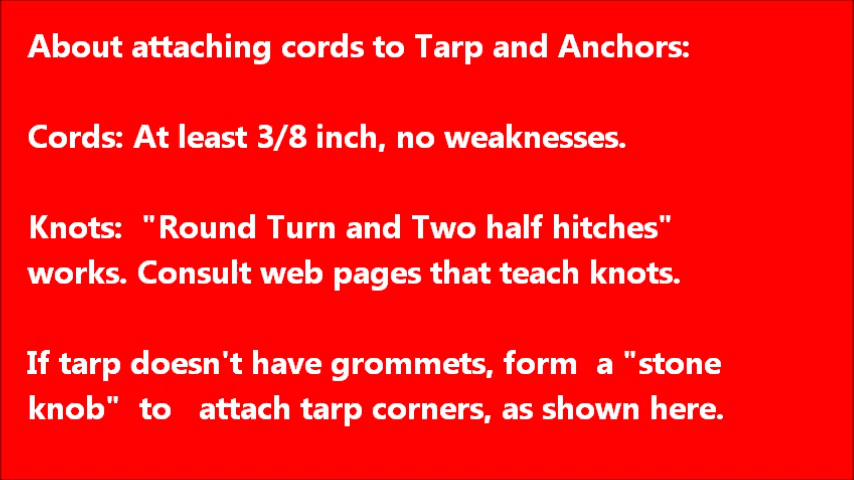 About attaching cords to Tarp and Anchors:
Cords: At least 3/8 inch, no weaknesses.
Knots:  "Round Turn and Two half hitches"
works. Consult web pages that teach knots.
If tarp doesn't have grommets, form  a "stone
knob"  to   attach tarp corners, as shown here.